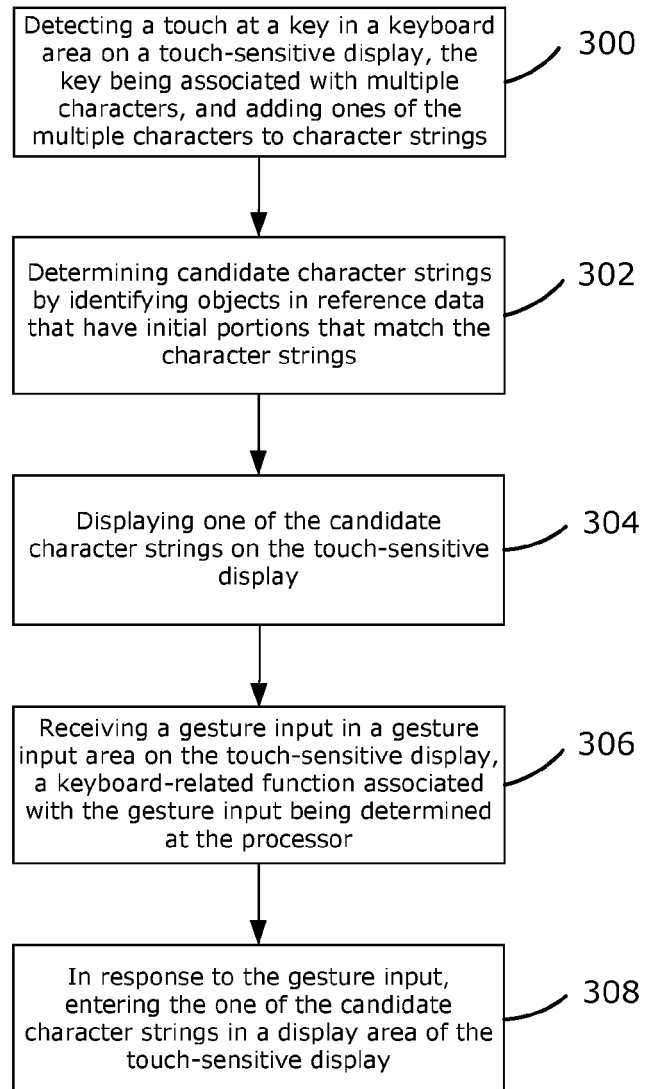 Detecting a touch at a key in a keyboard
area on a touch-sensitive display, the
key being associated with multiple
characters, and adding ones of the
multiple characters to character strings
300
Determining candidate character strings
by identifying objects in reference data
that have initial portions that match the
character strings
302
Displaying one of the candidate
character strings on the touch-sensitive
display
304
Receiving a gesture input in a gesture
input area on the touch-sensitive display,
a keyboard-related function associated
with the gesture input being determined
at the processor
306
In response to the gesture input,
entering the one of the candidate
character strings in a display area of the
touch-sensitive display
308